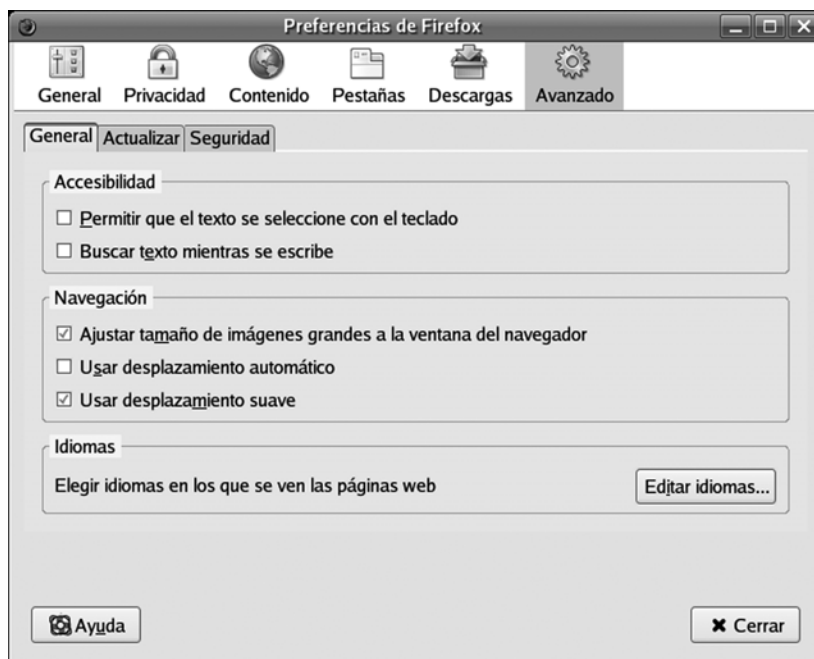 Preferencias de Firefox
General Privacidad Contenido Pestañas Descargas Avanzado
General Actualizar Seguridad
Accesibilidad
Permitir que el texto se seleccione con el teclado
Buscar texto mientras se escribe
Navegación
Ajustar tamaño de imágenes grandes a la ventana del navegador
Usar desplazamiento automático
Usar desplazamiento suave
Idiomas
Elegir idiomas en los que se ven las páginas web
Editar idiomas...
Ayuda
Cerrar